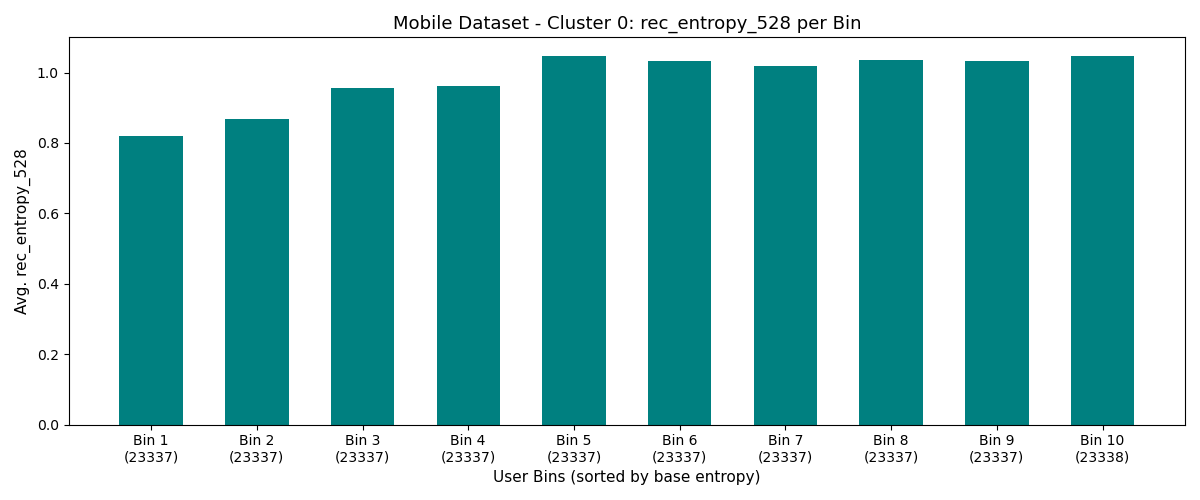 Mobile Dataset - Cluster 0: rec_entropy_528 per Bin
Avg. rec_entropy_528
1.0
0.8
0.6
0.4
0.2
0.0
Bin 1 Bin 2 Bin 3 Bin 4 Bin 5 Bin 6 Bin 7 Bin 8 Bin 9 Bin 10
(23337) (23337) (23337) (23337) (23337) (23337) (23337) (23337) (23337) (23338)
User Bins (sorted by base entropy)